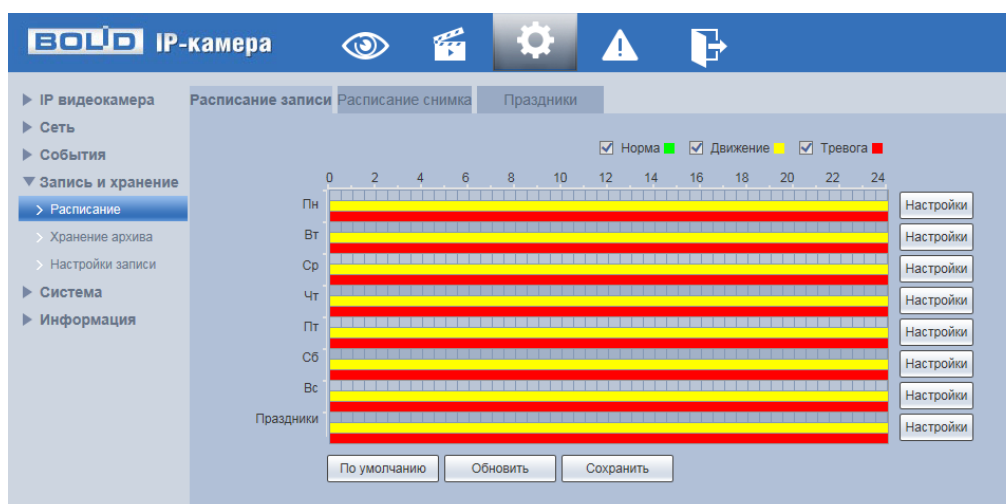 BOLID IP-камера
IP видеокамера
Сеть
События
Запись и хранение
Расписание
Хранение архива
Настройки записи
Система
Информация
Расписание записи Расписание снимка Праздники
Норма Движение Тревога
0 2 4 6 8 10 12 14 16 18 20 22 24
Пн Настройки
Вт Настройки
Ср Настройки
Чт Настройки
Пт Настройки
Сб Настройки
Вс Настройки
Праздники Настройки
По умолчанию Обновить Сохранить